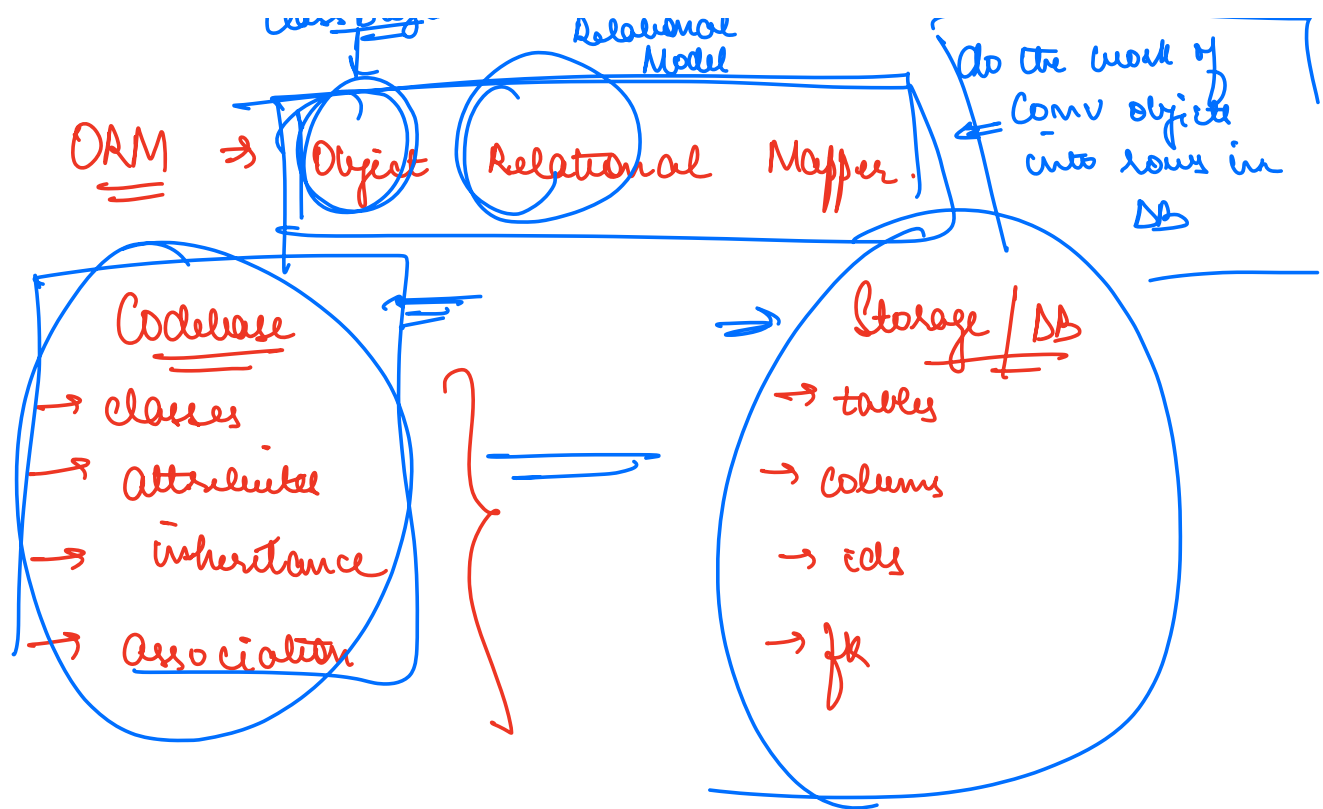 Relational
Model
do the work of
conv objects
into rows in
DB
ORM → Object Relational Mapper.
Codebase
→ classes
→ attributes
→ inheritance
→ association
Storage / DB
→ tables
→ colums
→ ids
→ fk